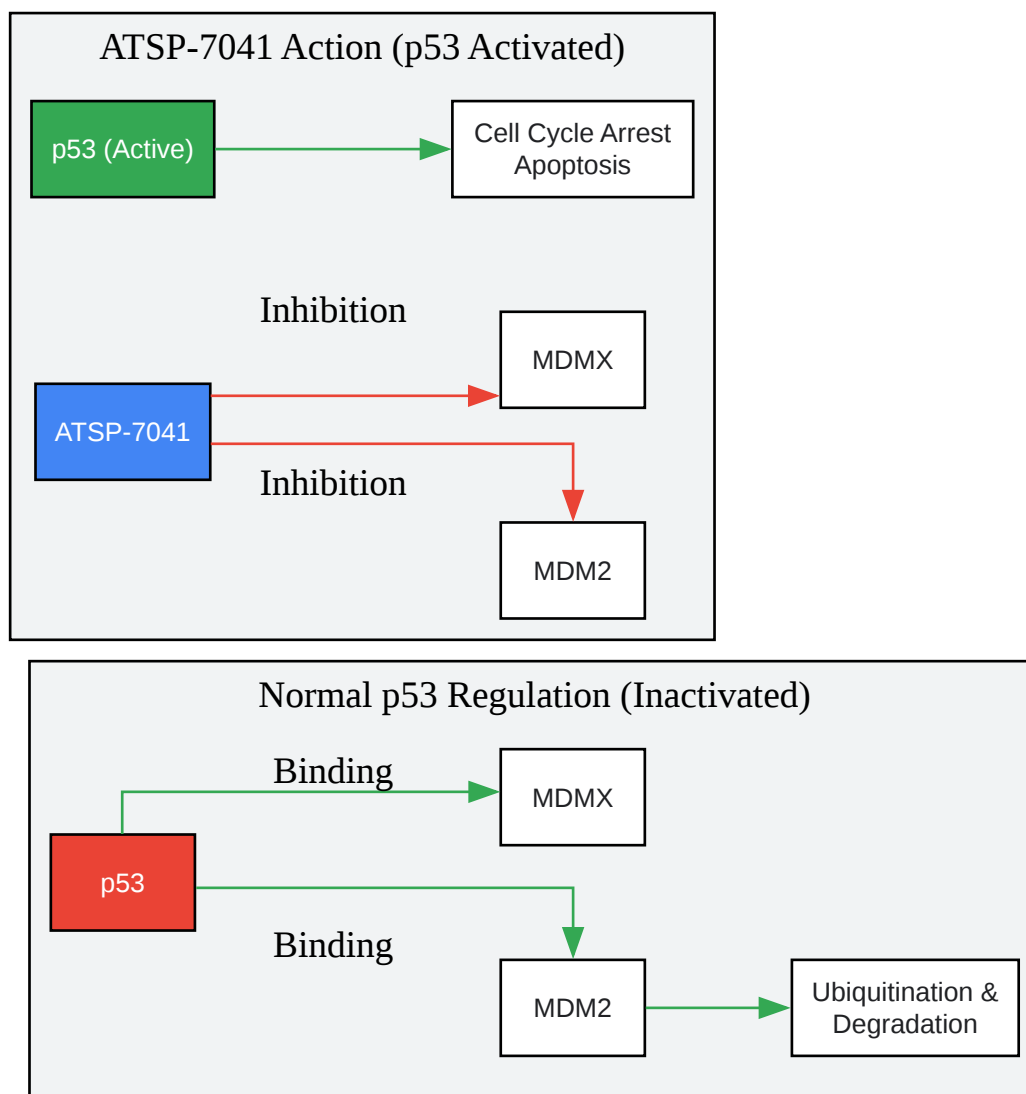 ATSP-7041 Action (p53 Activated)
p53 (Active)
Cell Cycle Arrest
Apoptosis
Inhibition
MDMX
ATSP-7041
Inhibition
MDM2
Normal p53 Regulation (Inactivated)
Binding
MDMX
p53
Binding
MDM2
Ubiquitination &
Degradation